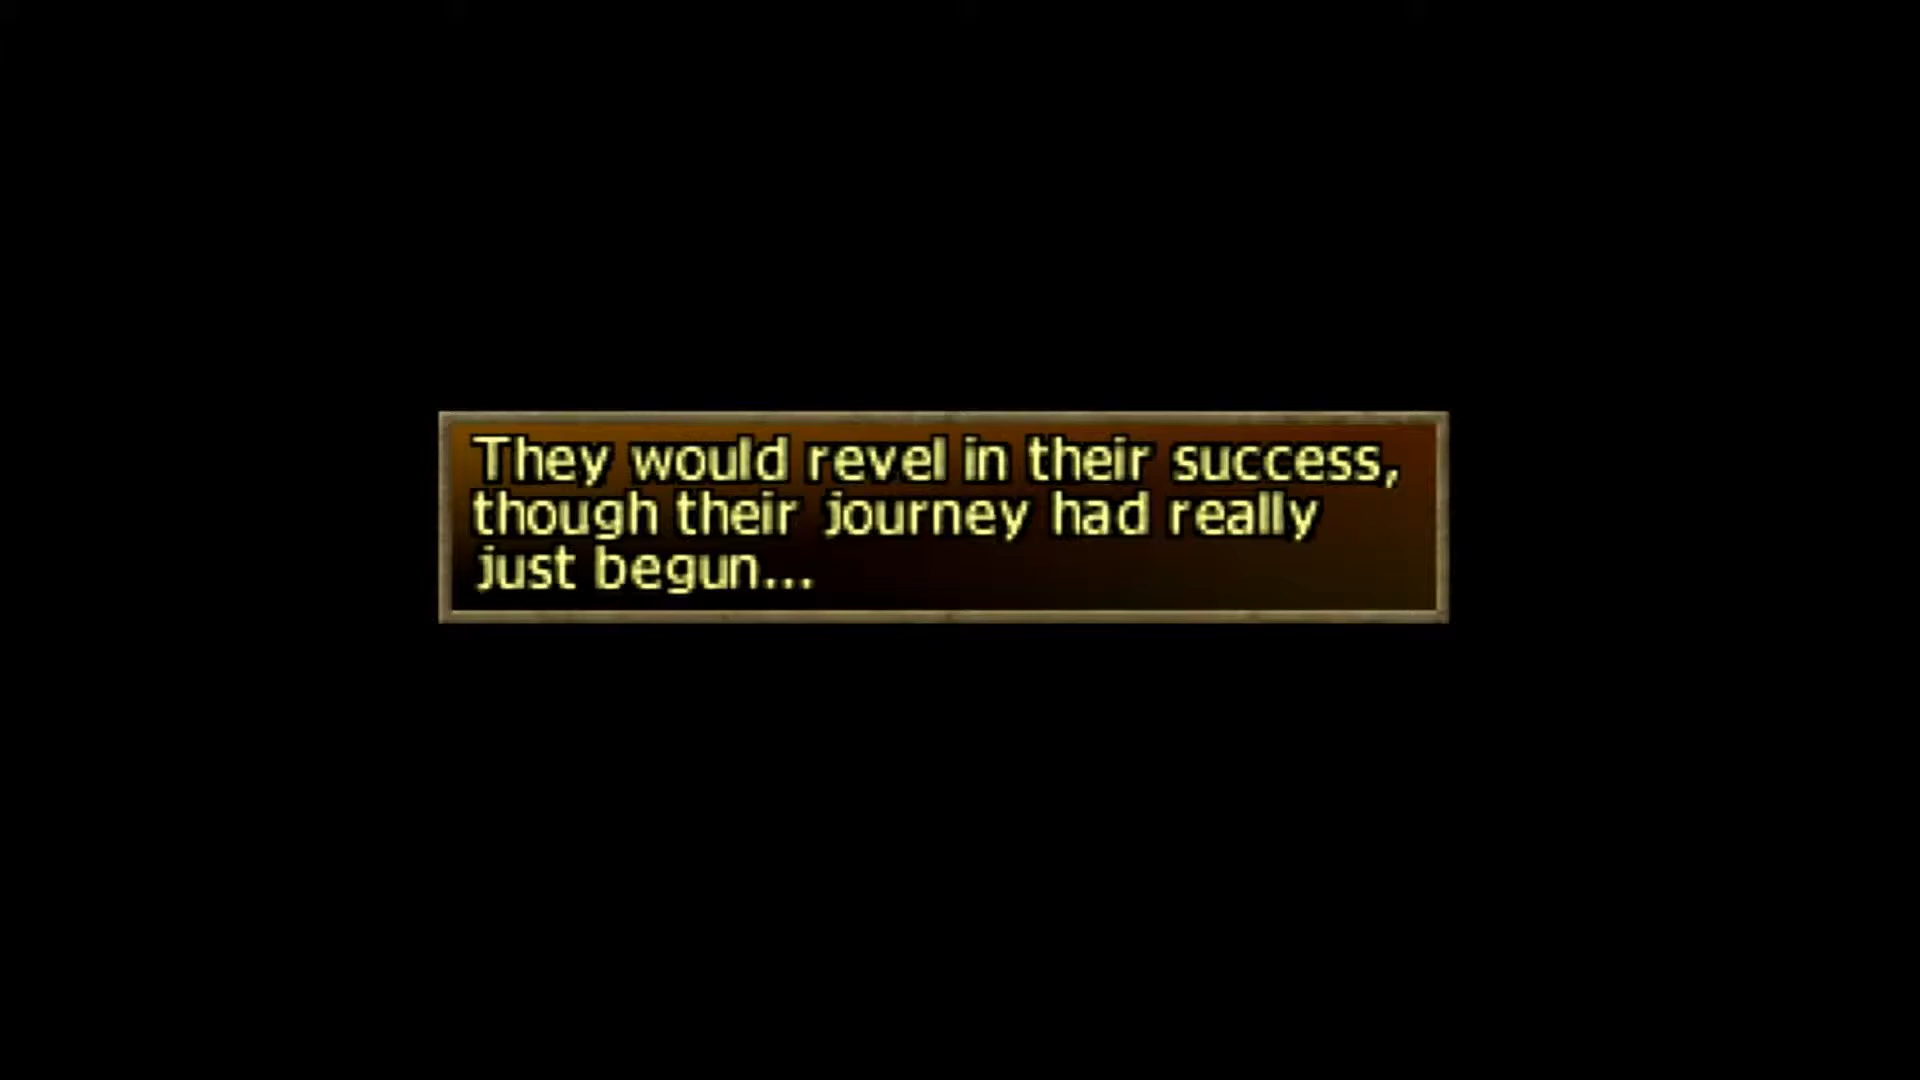 They would revel in their success,
though their journey had really
just begun...